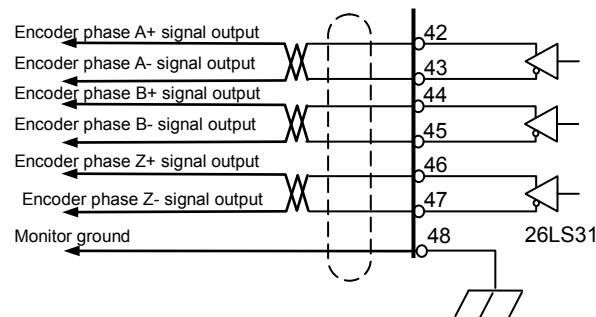 Encoder phase A+ signal output
42
Encoder phase A- signal output
43
Encoder phase B+ signal output
44
Encoder phase B- signal output
45
Encoder phase Z+ signal output
46
Encoder phase Z- signal output
47
Monitor ground
48
26LS31